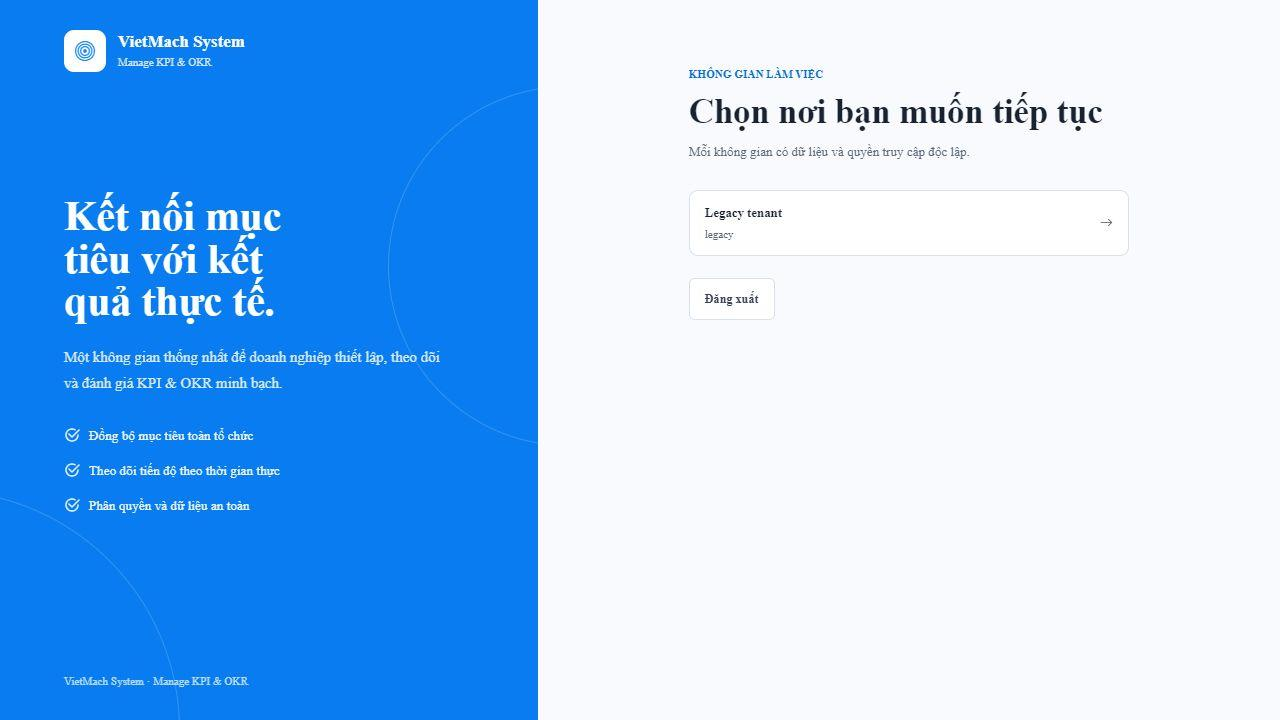 VietMach System
Manage KPI & OKR
Kết nối mục
tiêu với kết
quả thực tế.
Một không gian thống nhất để doanh nghiệp thiết lập, theo dõi
và đánh giá KPI & OKR minh bạch.
Đồng bộ mục tiêu toàn tổ chức
Theo dõi tiến độ theo thời gian thực
Phân quyền và dữ liệu an toàn
VietMach System · Manage KPI & OKR
KHÔNG GIAN LÀM VIỆC
Chọn nơi bạn muốn tiếp tục
Mỗi không gian có dữ liệu và quyền truy cập độc lập.
Legacy tenant
legacy
Đăng xuất